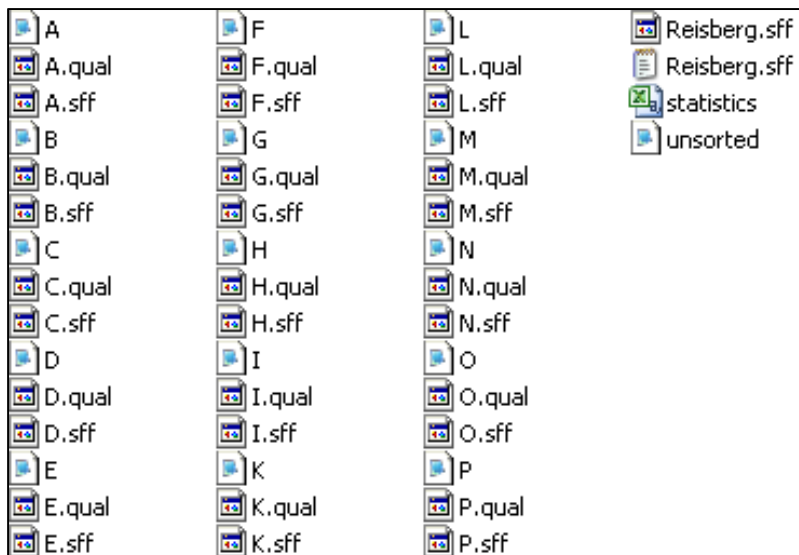 A
A.qual
A.sff
B
B.qual
B.sff
C
C.qual
C.sff
D
D.qual
D.sff
E
E.qual
E.sff
F
F.qual
F.sff
G
G.qual
G.sff
H
H.qual
H.sff
I
I.qual
I.sff
K
K.qual
K.sff
L
L.qual
L.sff
M
M.qual
M.sff
N
N.qual
N.sff
O
O.qual
O.sff
P
P.qual
P.sff
Reisberg.sff
Reisberg.sff
statistics
unsorted